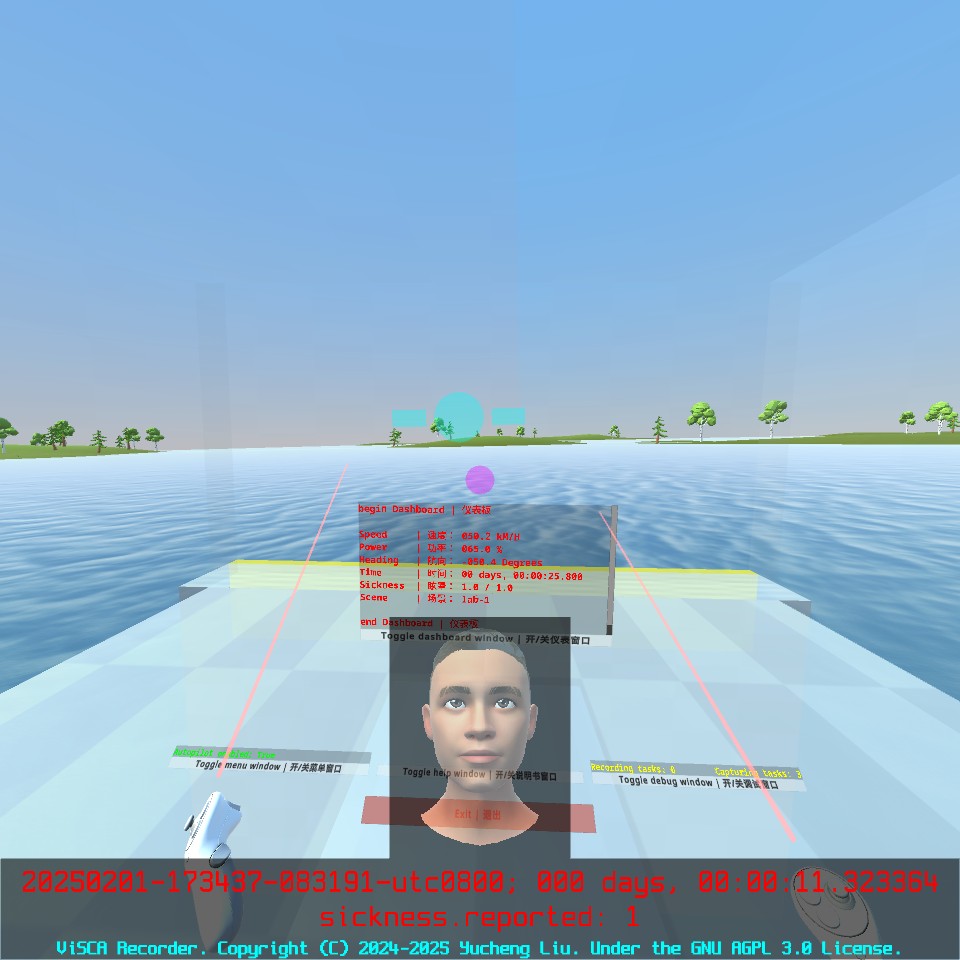 begin Dashboard | 仪表板
Speed | 速度: 050.2 kM/H
Power | 功率: 065.0 %
Heading | 航向: -050.4 Degrees
Time | 时间: 00 days, 00:00:25.800
Sickness | 眩晕: 1.0 / 1.0
Scene | 场景: lab-1
end Dashboard | 仪表板
Toggle dashboard window | 开/关仪表窗口
Autopilot enabled: true
Toggle menu window | 开/关菜单窗口
Toggle help window | 开/关说明书窗口
Recording tasks: 0 Capturing tasks: 3
Toggle debug window | 开/关调试窗口
Exit | 退出
20250201-173437-083191-utc0800; 000 days, 00:00:11.323364
sickness.reported: 1
ViSCA Recorder. Copyright (C) 2024-2025 Yucheng Liu. Under the GNU AGPL 3.0 License.